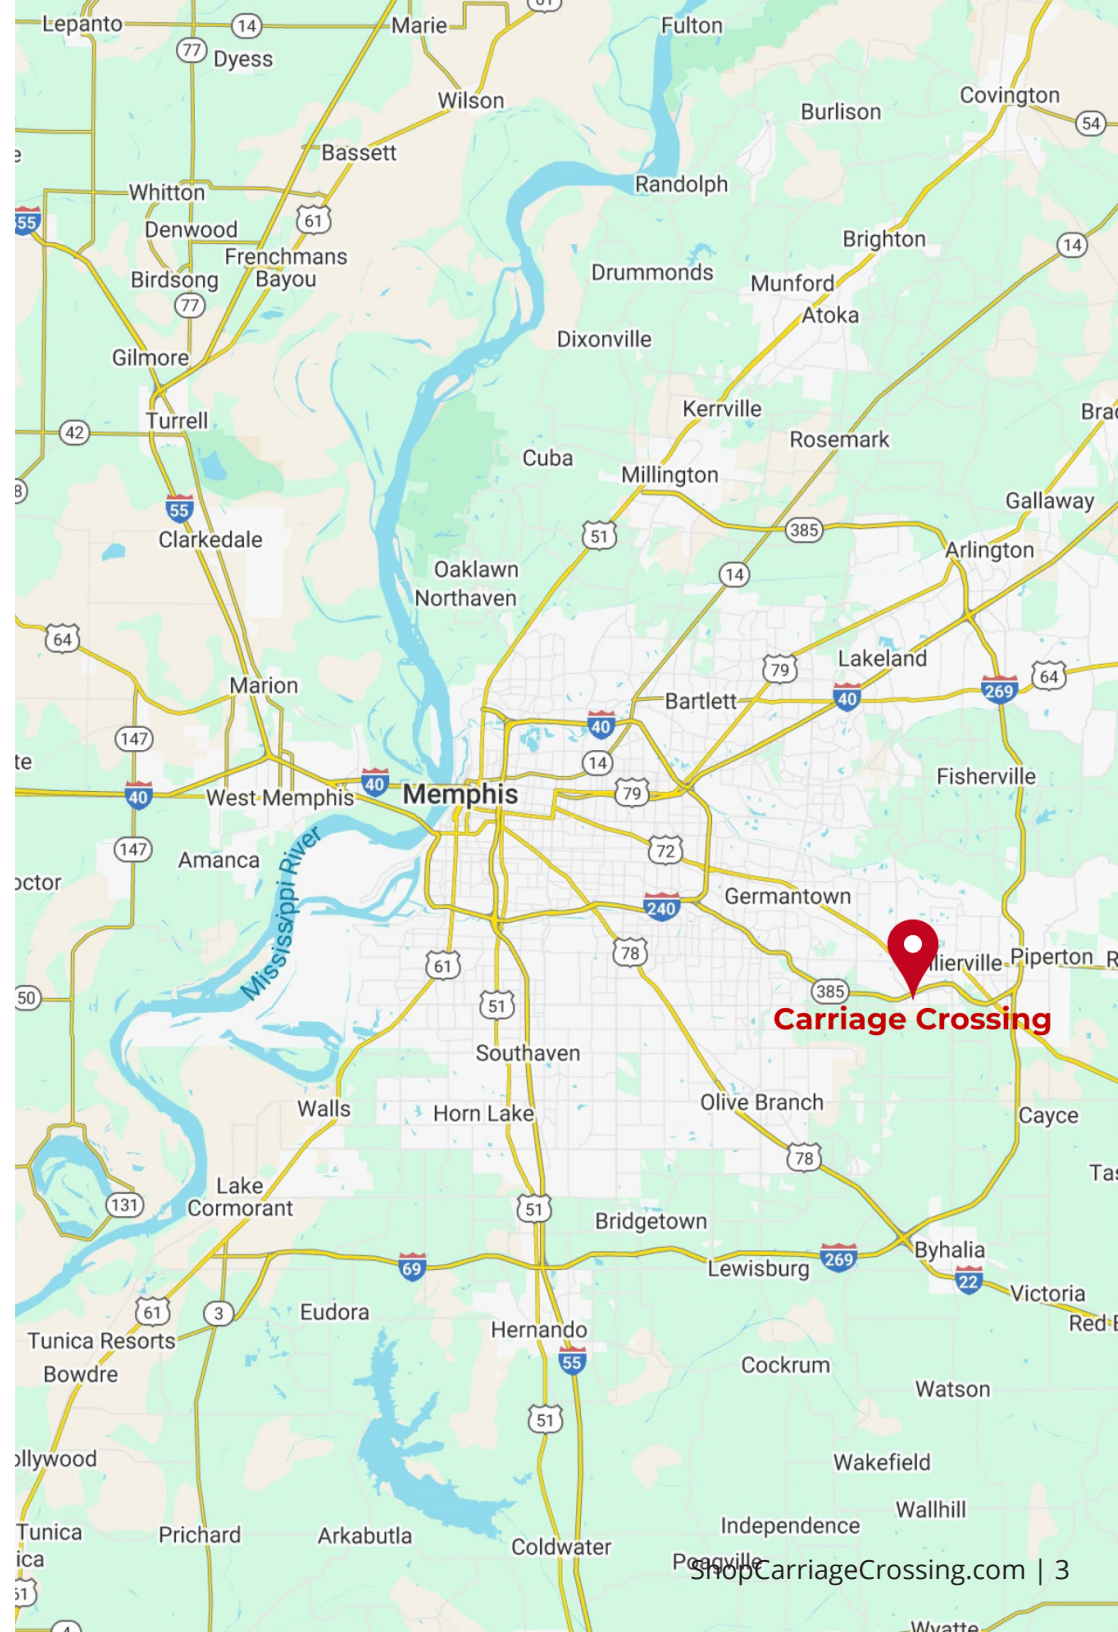 Lepanto
14
Marie
61
Fulton
77
Dyess
Wilson
Covington
Burlison
54
Bassett
Whitton
Randolph
55
61
Denwood
Brighton
14
Frenchmans
Bayou
Birdsong
Drummonds
Munford
77
Atoka
Dixonville
Gilmore
Kerrville
Turrell
42
Rosemark
Cuba
Millington
8
Gallaway
55
385
51
Clarkedale
Arlington
Oaklawn
14
Northaven
64
Lakeland
79
Marion
64
269
Bartlett
40
40
147
14
Fisherville
40
40
79
Memphis
West Memphis
147
72
Amanca
Mississippi River
Germantown
240
78
61
Piperton
385
50
51
Carriage Crossing
Southaven
Olive Branch
Walls
Horn Lake
Cayce
78
Lake
Cormorant
131
51
Bridgetown
Byhalia
269
69
Lewisburg
22
Victoria
61
3
Eudora
Hernando
Tunica Resorts
55
Cockrum
Bowdre
Watson
51
Wakefield
Wallhill
Independence
Tunica
Prichard
Arkabutla
Coldwater
ShopCarriageCrossing.com | 3
61
4
Wyatte